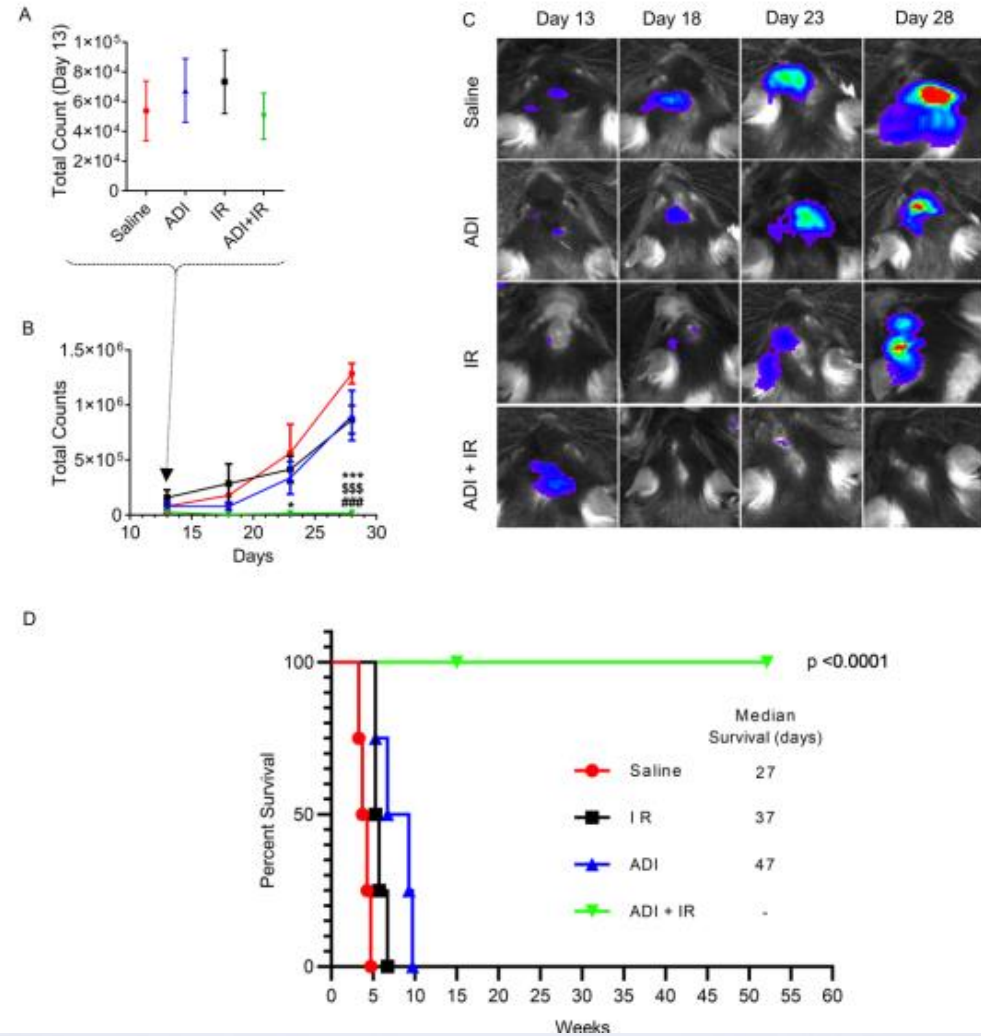 A
Total Count (Day 13)
1×10⁵
8×10⁴
6×10⁴
4×10⁴
2×10⁴
0
Saline
ADI
IR
ADI+IR
B
Total Counts
1.5×10⁶
1×10⁶
5×10⁵
0
***
$$$
###
*
10 15 20 25 30
Days
C
Day 13 Day 18 Day 23 Day 28
Saline
ADI
IR
ADI + IR
D
Percent Survival
100
50
0
p <0.0001
Median
Survival (days)
Saline 27
I R 37
ADI 47
ADI + IR -
0 5 10 15 20 25 30 35 40 45 50 55 60
Weeks